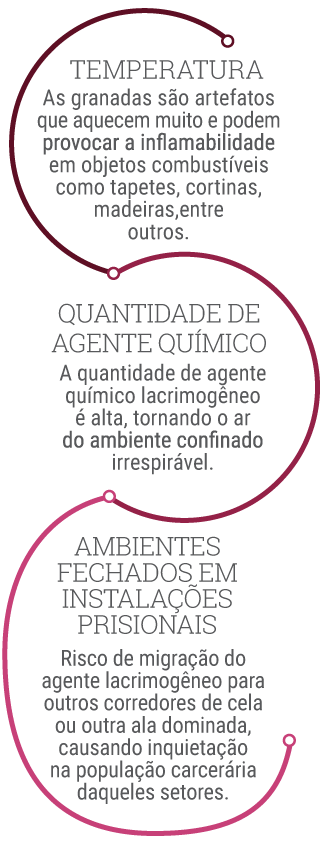 TEMPERATURA
As granadas são artefatos
que aquecem muito e podem
provocar a inflamabilidade
em objetos combustíveis
como tapetes, cortinas,
madeiras,entre
outros.
QUANTIDADE DE
AGENTE QUÍMICO
A quantidade de agente
químico lacrimogêneo
é alta, tornando o ar
do ambiente confinado
irrespirável.
AMBIENTES
FECHADOS EM
INSTALAÇÕES
PRISIONAIS
Risco de migração do
agente lacrimogêneo para
outros corredores de cela
ou outra ala dominada,
causando inquietação
na população carcerária
daqueles setores.